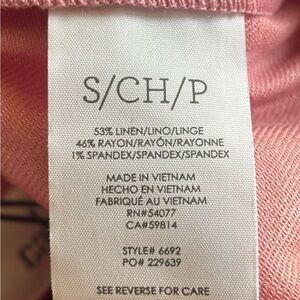 S/CH/P
53% LINEN/LINO/LINGE
46% RAYON/RAYÓN/RAYONNE
1% SPANDEX/SPANDEX/SPANDEX
MADE IN VIETNAM
HECHO EN VIETNAM
FABRIQUÉ AU VIETNAM
RN#54077
CA#59814
STYLE# 6692
PO# 229639
SEE REVERSE FOR CARE